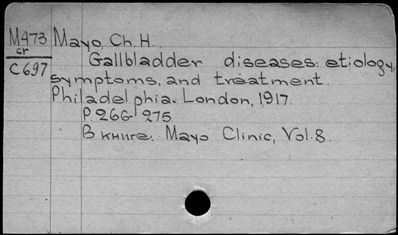 M473 Mayo, Ch. H.
cr
C697
Gallbladder diseases: etiology,
symptoms, and treatment.
Philadelphia. London, 1917.
P. 266-275
В книге: Mayo Clinic, Vol. 8.